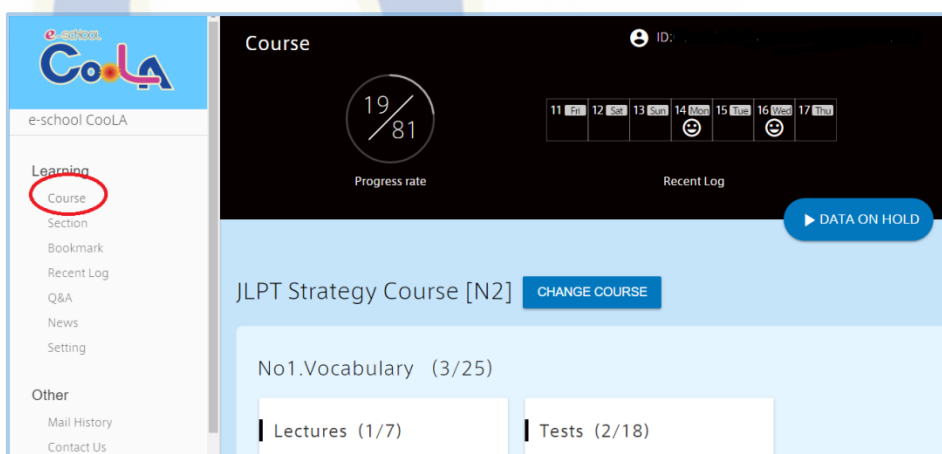 e-school
CooLA
e-school CooLA
Learning
Course
Section
Bookmark
Recent Log
Q&A
News
Setting
Other
Mail History
Contact Us
Course
ID:
19/81
Progress rate
11 Fri 12 Sat 13 Sun 14 Mon 15 Tue 16 Wed 17 Thu
Recent Log
DATA ON HOLD
JLPT Strategy Course [N2]
CHANGE COURSE
No1.Vocabulary (3/25)
Lectures (1/7)
Tests (2/18)